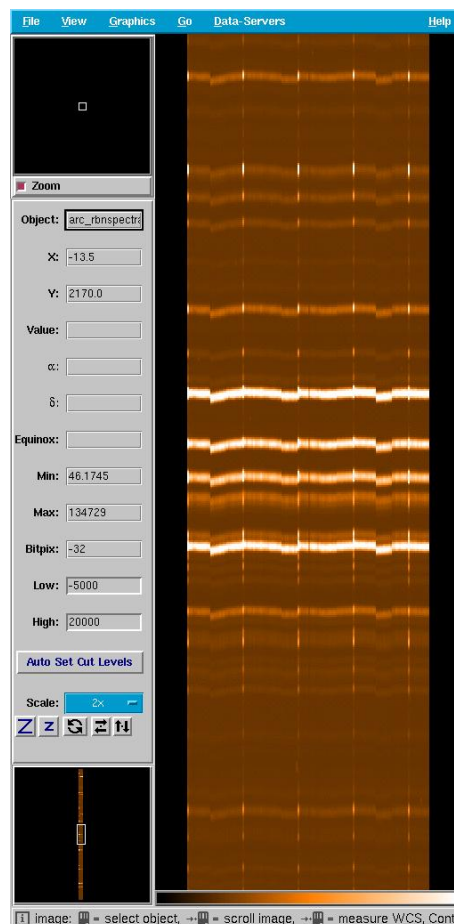 File View Graphics Go Data-Servers Help
Zoom
Object: arc_rbnspectra
X: -13.5
Y: 2170.0
Value:
α:
δ:
Equinox:
Min: 46.1745
Max: 134729
Bitpix: -32
Low: -5000
High: 20000
Auto Set Cut Levels
Scale: 2x
Z z
i image: = select object, = scroll image, = measure WCS, Cont